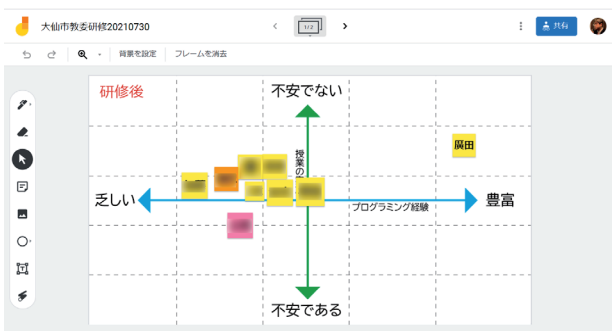 大仙市教委研修20210730
1/2
共有
背景を設定
フレームを消去
研修後
不安でない
廣田
授業の
乏しい
豊富
プログラミング経験
不安である